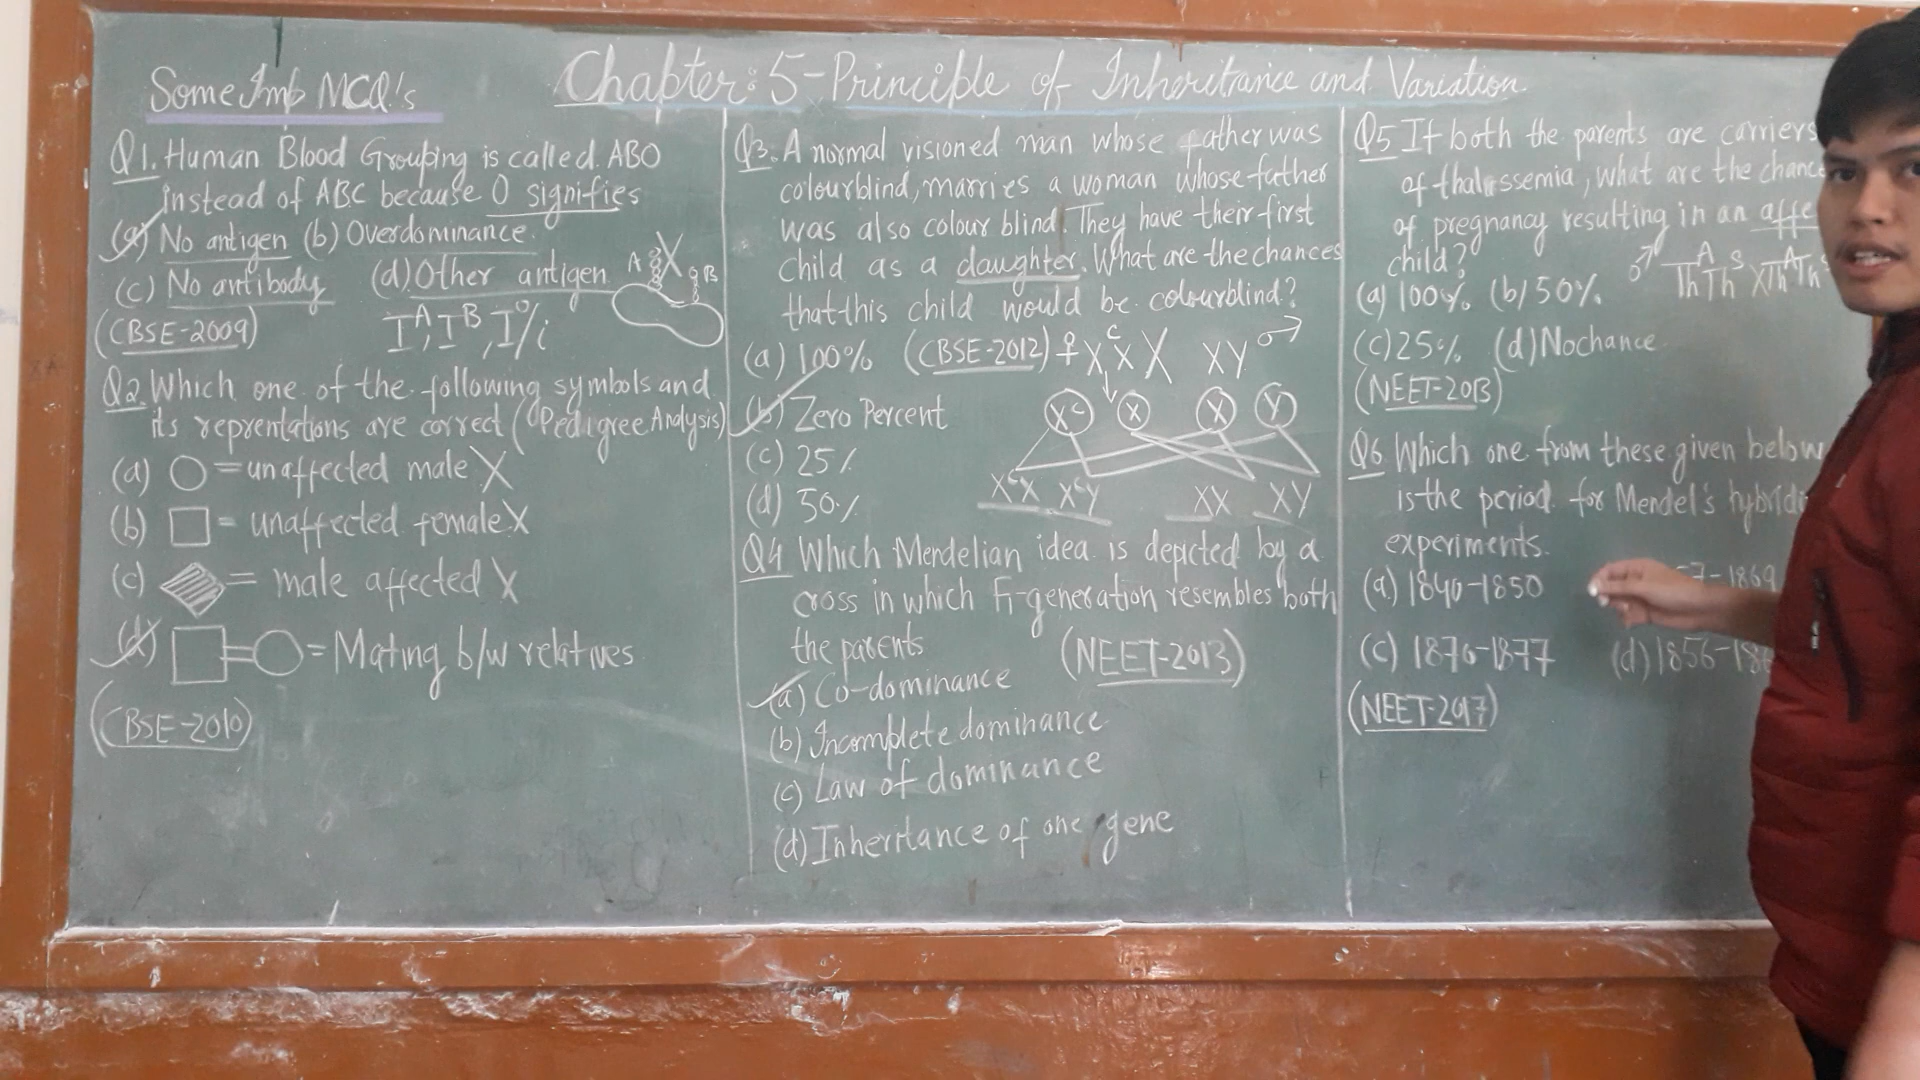 Some Imp MCQ's
Chapter: 5-Principle of Inheritance and Variation.
Q1. Human Blood Grouping is called ABO
instead of ABC because O signifies
(a) No antigen (b) Overdominance.
(c) No antibody (d) Other antigen
A B
(CBSE-2009) I^A, I^B, I^O/i
Q2. Which one of the following symbols and
its reprentations are correct (Pedigree Analysis)
(a) = unaffected male X
(b) = unaffected female X
(c) = male affected X
(d) = Mating b/w relatives
(CBSE-2010)
Q3. A normal visioned man whose father was
colourblind, marries a woman whose father
was also colour blind. They have their first
child as a daughter. What are the chances
that this child would be colourblind?
(a) 100% (CBSE-2012) ♀ X^C X X XY ♂
(b) Zero Percent X^C X X Y
(c) 25%
(d) 50% X^C X X^C Y XX XY
Q4 Which Mendelian idea is depicted by a
cross in which F1-generation resembles both
the parents (NEET-2013)
(a) Co-dominance
(b) Incomplete dominance
(c) Law of dominance
(d) Inheritance of one gene
Q5 If both the parents are carriers
of thalassemia, what are the chance
of pregnancy resulting in an affe
child? ♂ Th^A Th^S X Th^A Th
(a) 100% (b) 50%
(c) 25% (d) No chance
(NEET-2013)
Q6 Which one from these given below
is the period for Mendel's hybridi
experiments.
(a) 1840-1850 7-1869
(c) 1870-1877 (d) 1856-18
(NEET-2017)